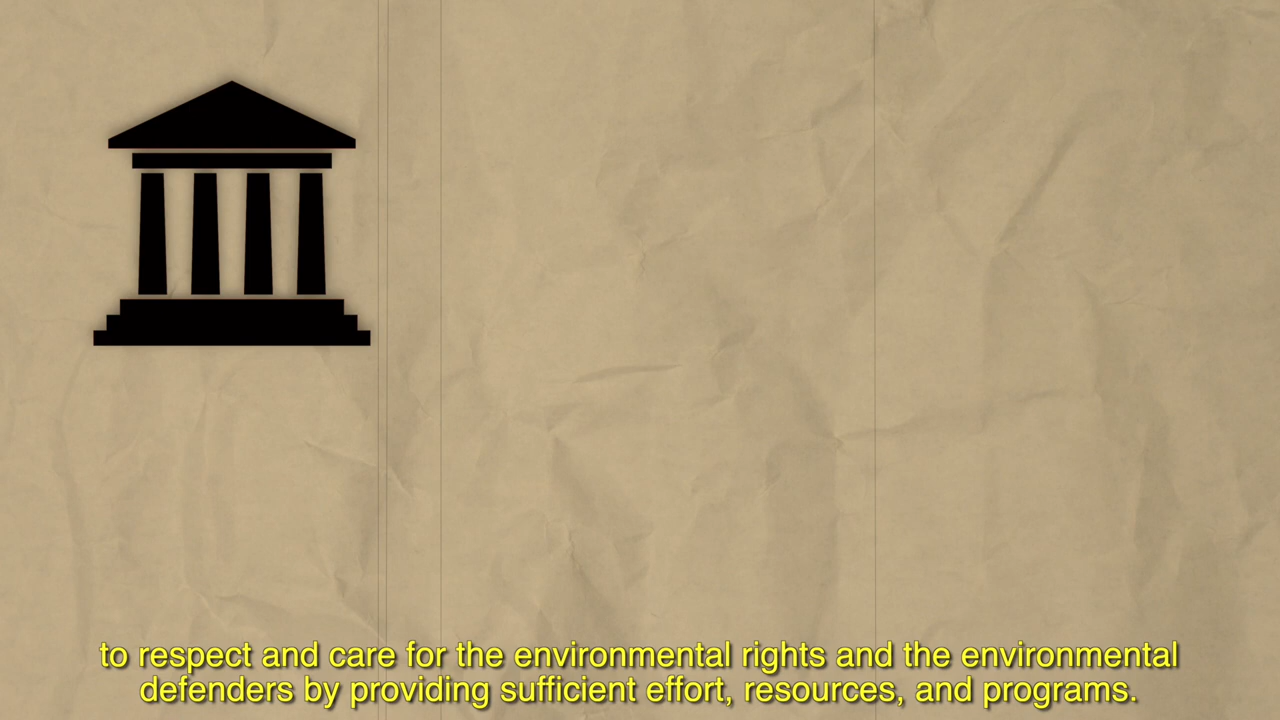 to respect and care for the environmental rights and the environmental
defenders by providing sufficient effort, resources, and programs.